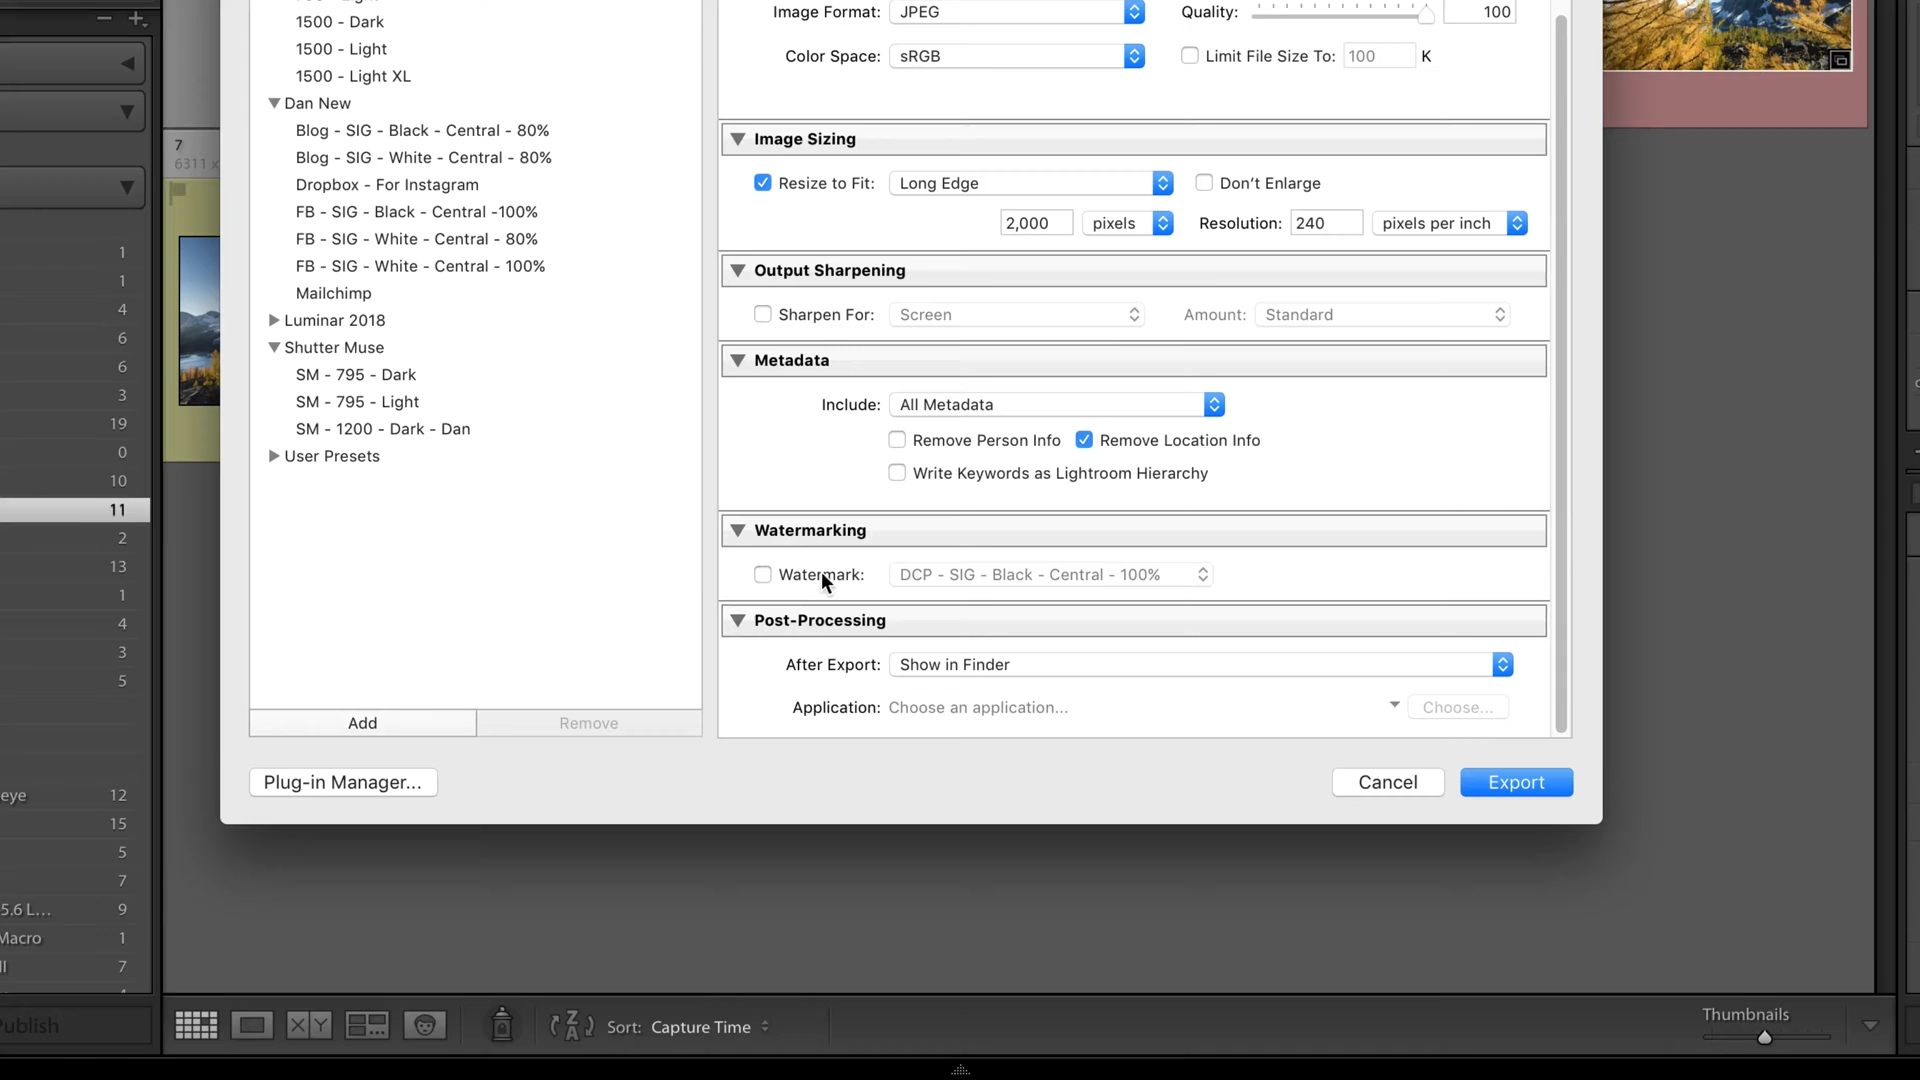 1500 - Dark
1500 - Light
1500 - Light XL
Dan New
Blog - SIG - Black - Central - 80%
Blog - SIG - White - Central - 80%
Dropbox - For Instagram
FB - SIG - Black - Central -100%
FB - SIG - White - Central - 80%
FB - SIG - White - Central - 100%
Mailchimp
Luminar 2018
Shutter Muse
SM - 795 - Dark
SM - 795 - Light
SM - 1200 - Dark - Dan
User Presets
Add Remove
Plug-in Manager...
Image Format: JPEG Quality: 100
Color Space: sRGB Limit File Size To: 100 K
Image Sizing
Resize to Fit: Long Edge Don't Enlarge
2,000 pixels Resolution: 240 pixels per inch
Output Sharpening
Sharpen For: Screen Amount: Standard
Metadata
Include: All Metadata
Remove Person Info Remove Location Info
Write Keywords as Lightroom Hierarchy
Watermarking
Watermark: DCP - SIG - Black - Central - 100%
Post-Processing
After Export: Show in Finder
Application: Choose an application... Choose...
Cancel Export
7
6311 x
1
1
4
6
6
3
19
0
10
11
2
13
1
4
3
5
eye 12
15
5
7
5.6 L... 9
Macro 1
7
Publish
XY
Sort: Capture Time
Thumbnails